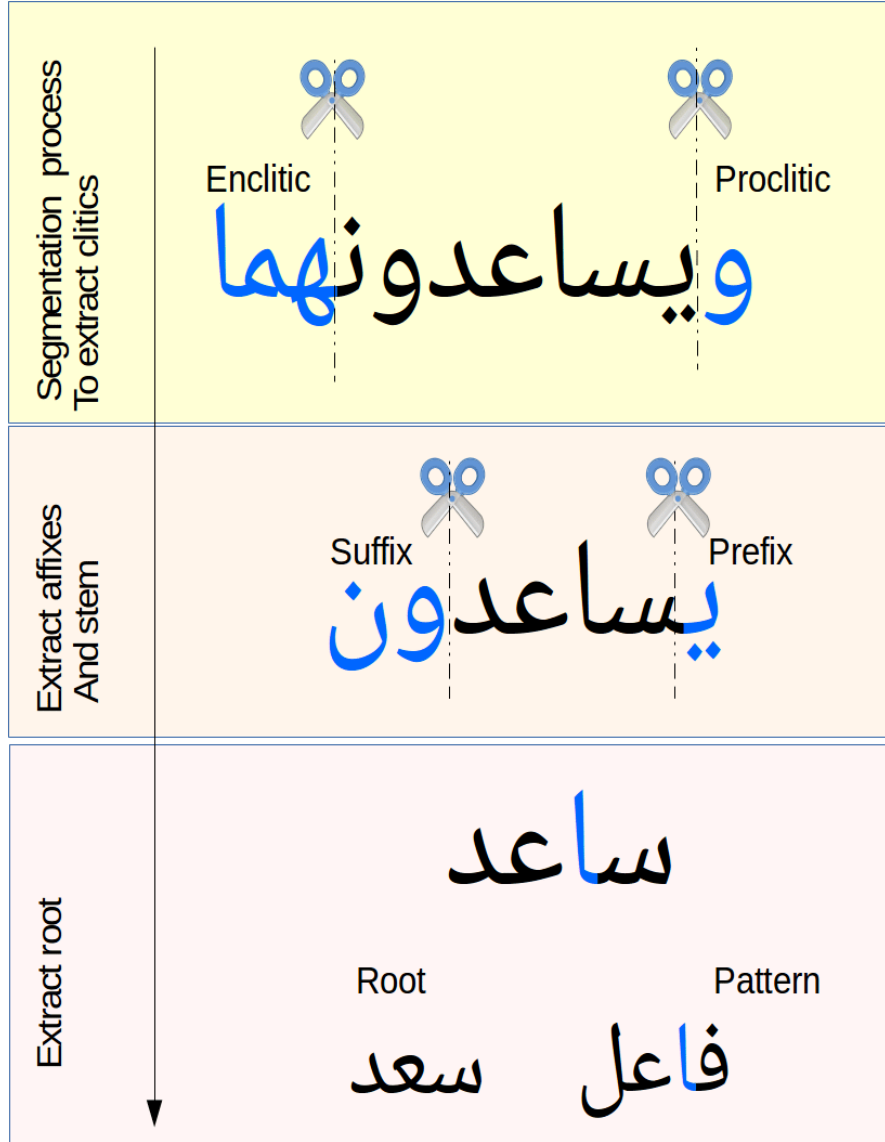 Segmentation process
To extract clitics
Enclitic
Proclitic
ويساعدونهما
Extract affixes
And stem
Suffix
Prefix
يساعدون
Extract root
ساعد
Root
Pattern
سعد
فاعل